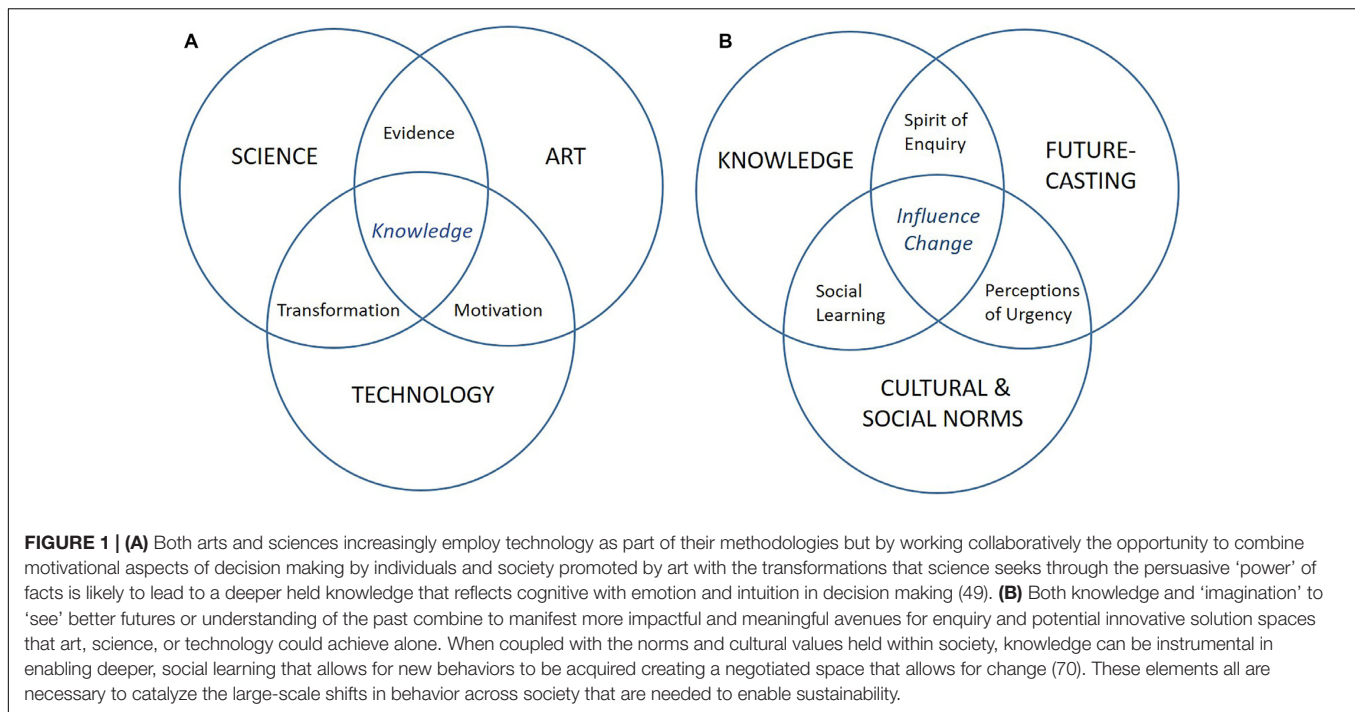 A
SCIENCE
Evidence
ART
Knowledge
Transformation
Motivation
TECHNOLOGY
B
KNOWLEDGE
Spirit of
Enquiry
FUTURE-
CASTING
Influence
Change
Social
Learning
Perceptions
of Urgency
CULTURAL &
SOCIAL NORMS
FIGURE 1 | (A) Both arts and sciences increasingly employ technology as part of their methodologies but by working collaboratively the opportunity to combine
motivational aspects of decision making by individuals and society promoted by art with the transformations that science seeks through the persuasive ‘power’ of
facts is likely to lead to a deeper held knowledge that reflects cognitive with emotion and intuition in decision making (49). (B) Both knowledge and ‘imagination’ to
‘see’ better futures or understanding of the past combine to manifest more impactful and meaningful avenues for enquiry and potential innovative solution spaces
that art, science, or technology could achieve alone. When coupled with the norms and cultural values held within society, knowledge can be instrumental in
enabling deeper, social learning that allows for new behaviors to be acquired creating a negotiated space that allows for change (70). These elements all are
necessary to catalyze the large-scale shifts in behavior across society that are needed to enable sustainability.